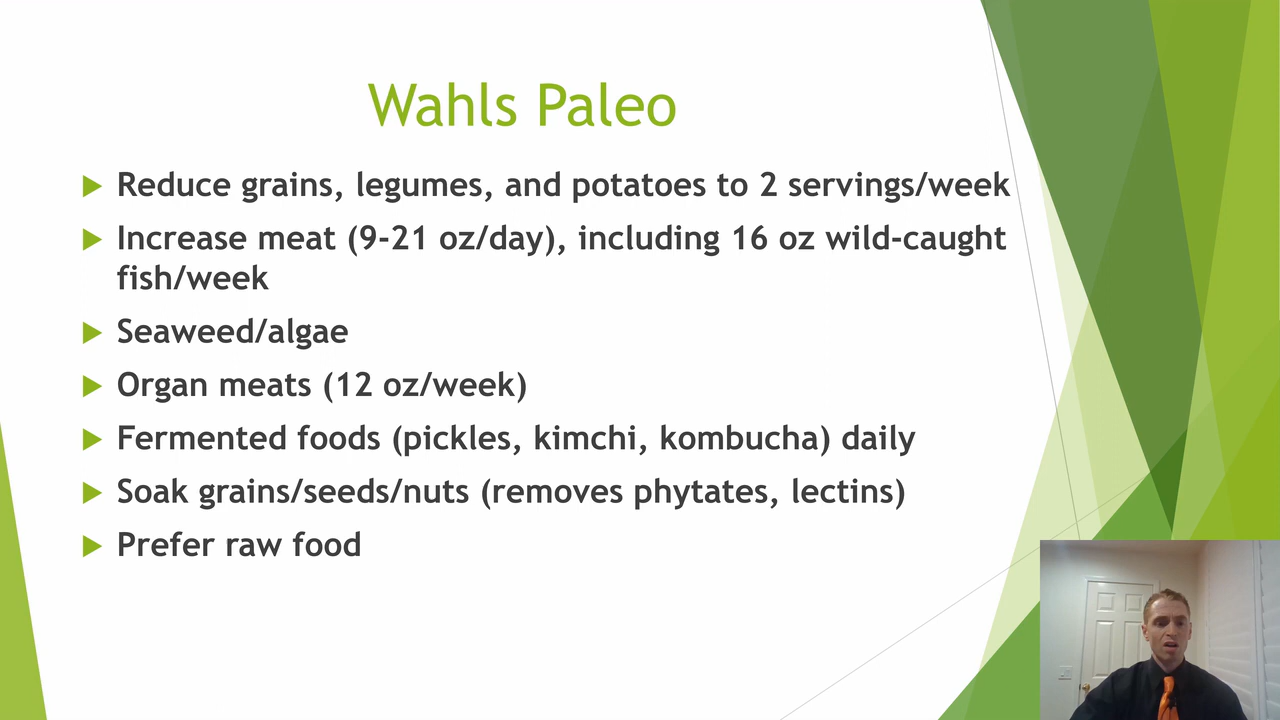 Wahls Paleo
Reduce grains, legumes, and potatoes to 2 servings/week
Increase meat (9-21 oz/day), including 16 oz wild-caught
fish/week
Seaweed/algae
Organ meats (12 oz/week)
Fermented foods (pickles, kimchi, kombucha) daily
Soak grains/seeds/nuts (removes phytates, lectins)
Prefer raw food